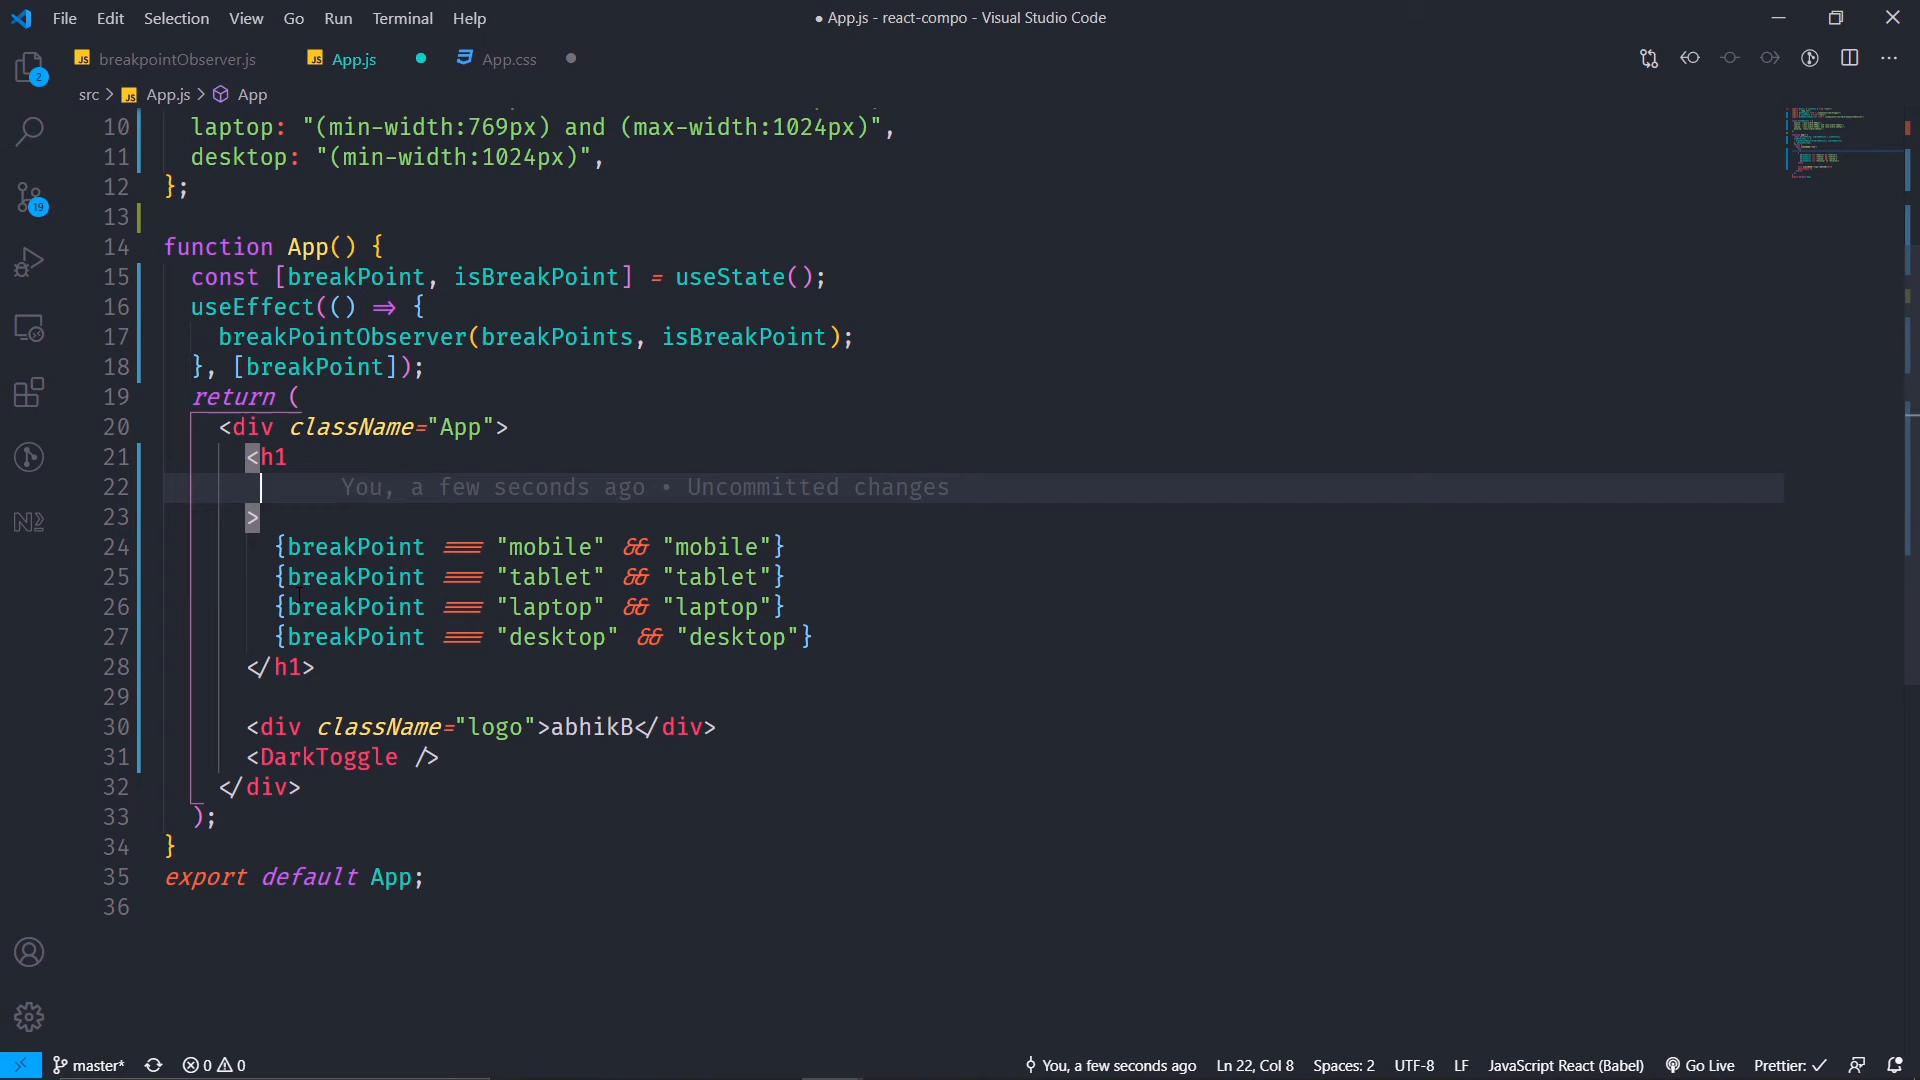 File Edit Selection View Go Run Terminal Help
● App.js - react-compo - Visual Studio Code
breakpointObserver.js App.js App.css
src > App.js > App
10 laptop: "(min-width:769px) and (max-width:1024px)",
11 desktop: "(min-width:1024px)",
12 };
13
14 function App() {
15 const [breakPoint, isBreakPoint] = useState();
16 useEffect(() => {
17 breakPointObserver(breakPoints, isBreakPoint);
18 }, [breakPoint]);
19 return (
20 <div className="App">
21 <h1
22 You, a few seconds ago • Uncommitted changes
23 >
24 {breakPoint === "mobile" && "mobile"}
25 {breakPoint === "tablet" && "tablet"}
26 {breakPoint === "laptop" && "laptop"}
27 {breakPoint === "desktop" && "desktop"}
28 </h1>
29
30 <div className="logo">abhikB</div>
31 <DarkToggle />
32 </div>
33 );
34 }
35 export default App;
36
2
19
master* 0 0 You, a few seconds ago Ln 22, Col 8 Spaces: 2 UTF-8 LF JavaScript React (Babel) Go Live Prettier: ✓